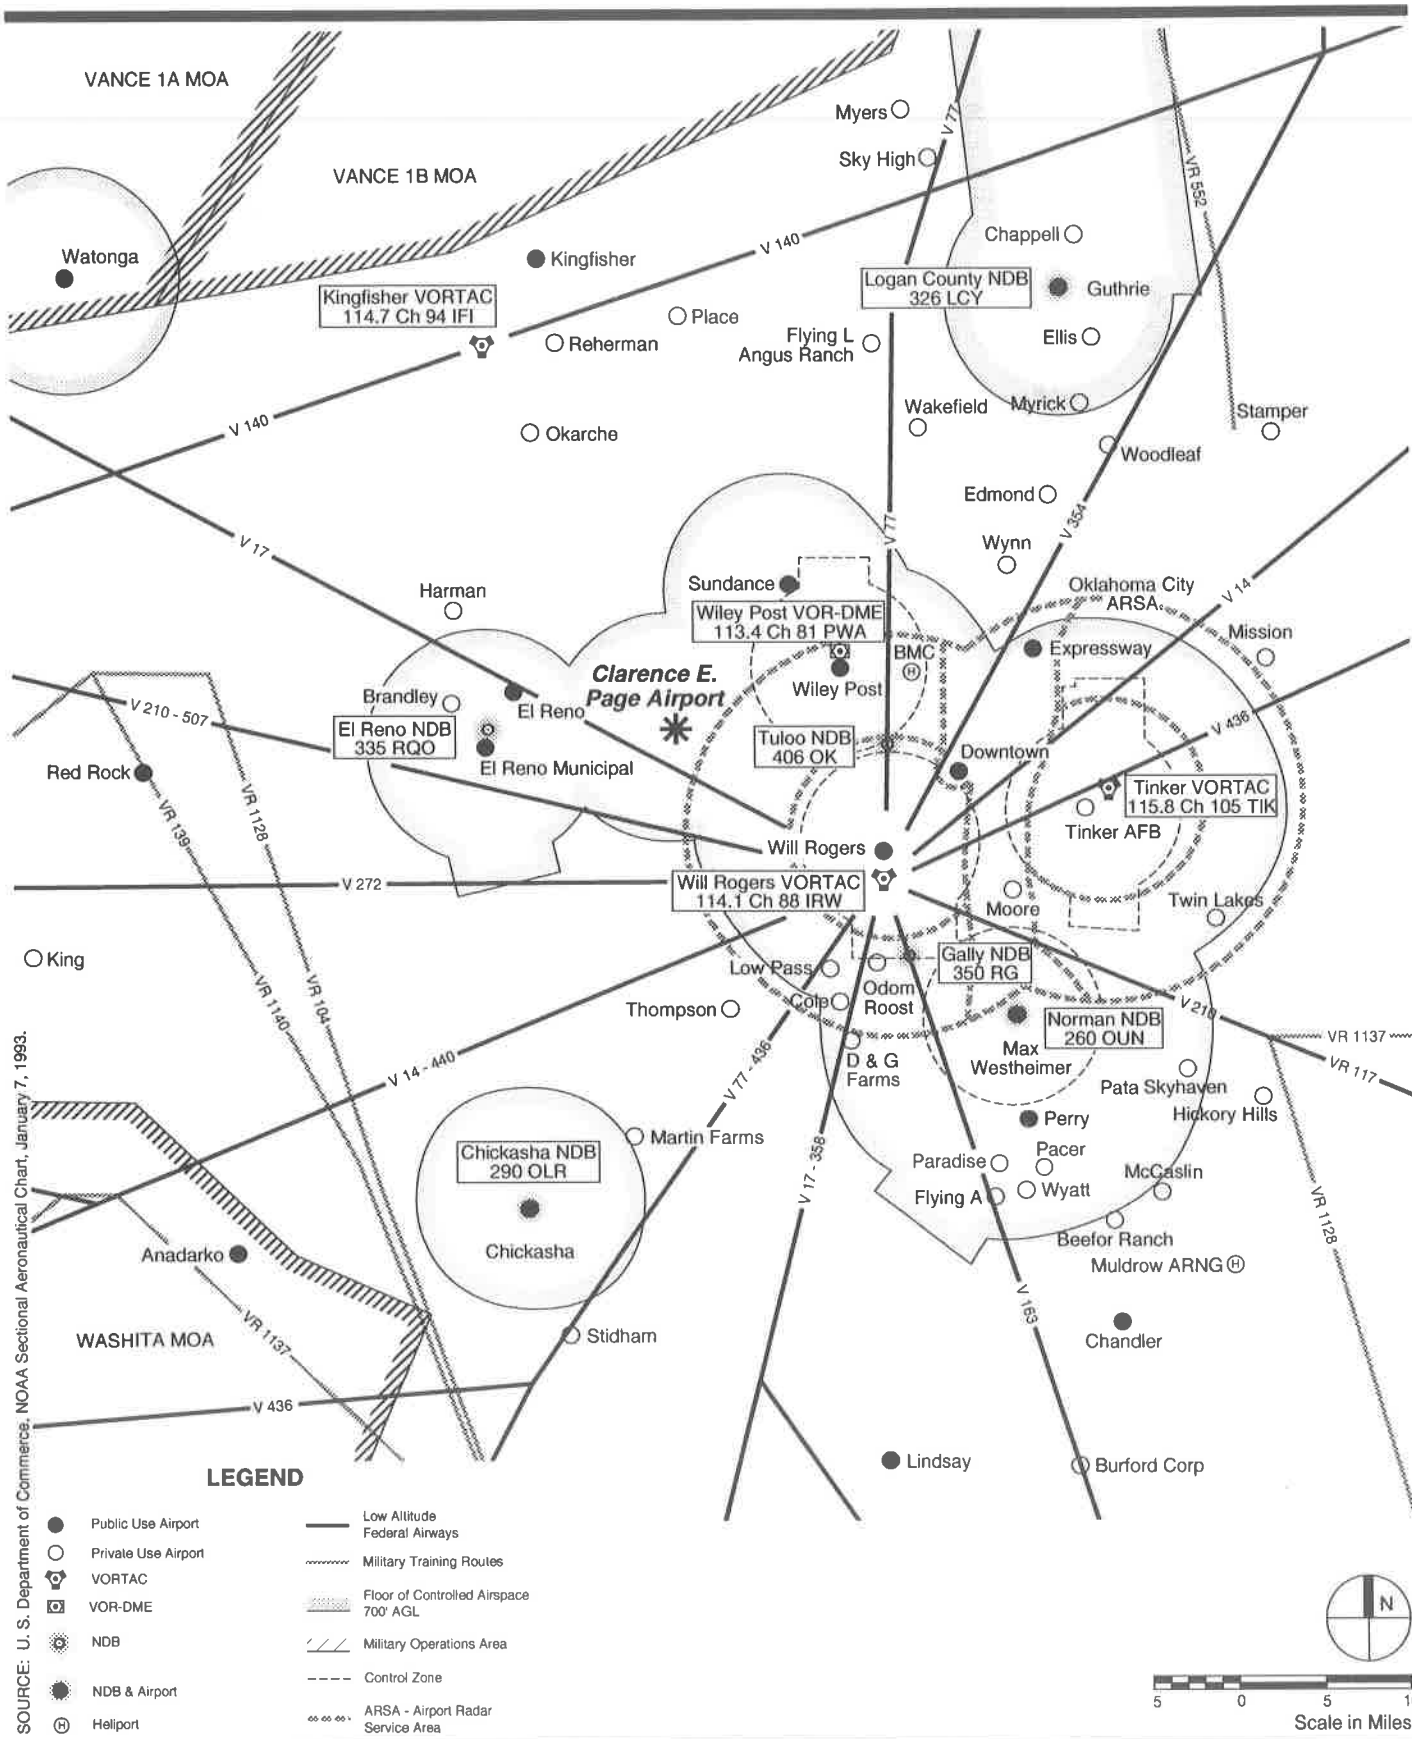 VANCE 1A MOA
VANCE 1B MOA
Myers
Sky High
V 77
VR 552
Chappell
Watonga
Kingfisher
V 140
Logan County NDB
326 LCY
Guthrie
Kingfisher VORTAC
114.7 Ch 94 IFI
Place
Reherman
Flying L
Angus Ranch
Ellis
Wakefield
Myrick
Stamper
V 140
Okarche
Woodleaf
Edmond
V 77
V 354
V 17
Wynn
Harman
Sundance
Oklahoma City
ARSA
V 14
Wiley Post VOR-DME
113.4 Ch 81 PWA
Mission
BMC
H
Expressway
Clarence E.
Page Airport
Wiley Post
Brandley
El Reno
V 210 - 507
El Reno NDB
335 RQO
V 436
Tuloo NDB
406 OK
Downtown
El Reno Municipal
Red Rock
Tinker VORTAC
115.8 Ch 105 TIK
Tinker AFB
VR 139
VR 1128
Will Rogers
V 272
Will Rogers VORTAC
114.1 Ch 88 IRW
Moore
Twin Lakes
King
Low Pass
Gally NDB
350 RG
Odom
Roost
Cole
Thompson
VR 1140
VR 104
V 210
Norman NDB
260 OUN
Max
Westheimer
VR 1137
VR 117
V 14 - 440
V 77 - 436
D & G
Farms
Pata Skyhaven
Hickory Hills
Perry
Martin Farms
Chickasha NDB
290 OLR
V 17 - 358
Paradise
Pacer
Wyatt
McCaslin
Flying A
Beefor Ranch
VR 1128
Chickasha
Anadarko
Muldrow ARNG
H
V 163
VR 1137
WASHITA MOA
Stidham
Chandler
V 436
Lindsay
Burford Corp
SOURCE: U. S. Department of Commerce, NOAA Sectional Aeronautical Chart, January 7, 1993.
LEGEND
Public Use Airport
Private Use Airport
VORTAC
VOR-DME
NDB
NDB & Airport
H
Heliport
Low Altitude
Federal Airways
Military Training Routes
Floor of Controlled Airspace
700' AGL
Military Operations Area
Control Zone
ARSA - Airport Radar
Service Area
N
5 0 5
Scale in Miles